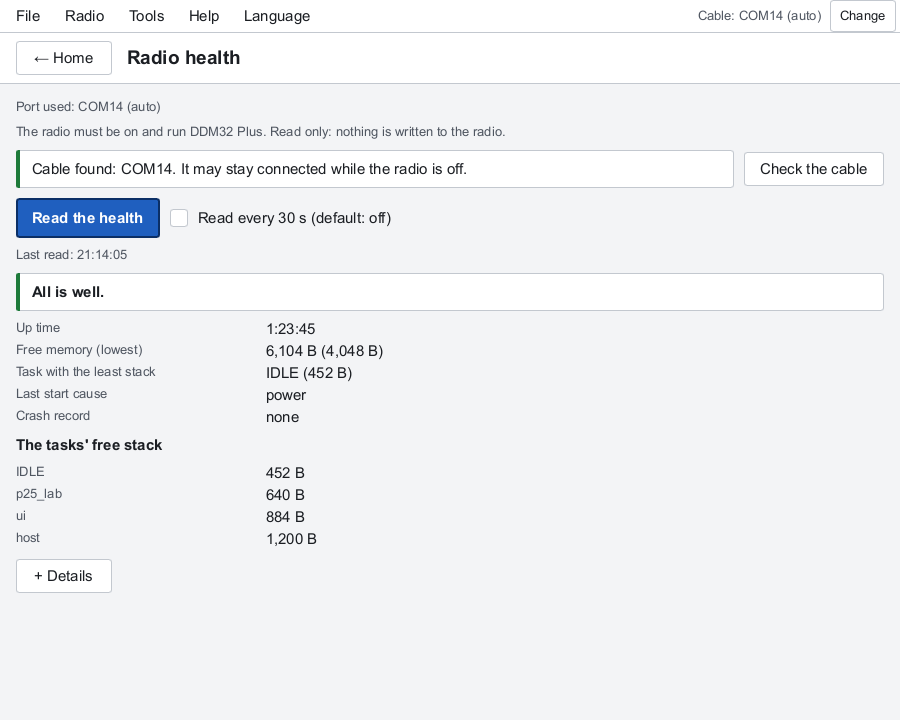 File Radio Tools Help Language Cable: COM14 (auto) Change
← Home Radio health
Port used: COM14 (auto)
The radio must be on and run DDM32 Plus. Read only: nothing is written to the radio.
Cable found: COM14. It may stay connected while the radio is off. Check the cable
Read the health Read every 30 s (default: off)
Last read: 21:14:05
All is well.
Up time 1:23:45
Free memory (lowest) 6,104 B (4,048 B)
Task with the least stack IDLE (452 B)
Last start cause power
Crash record none
The tasks' free stack
IDLE 452 B
p25_lab 640 B
ui 884 B
host 1,200 B
+ Details